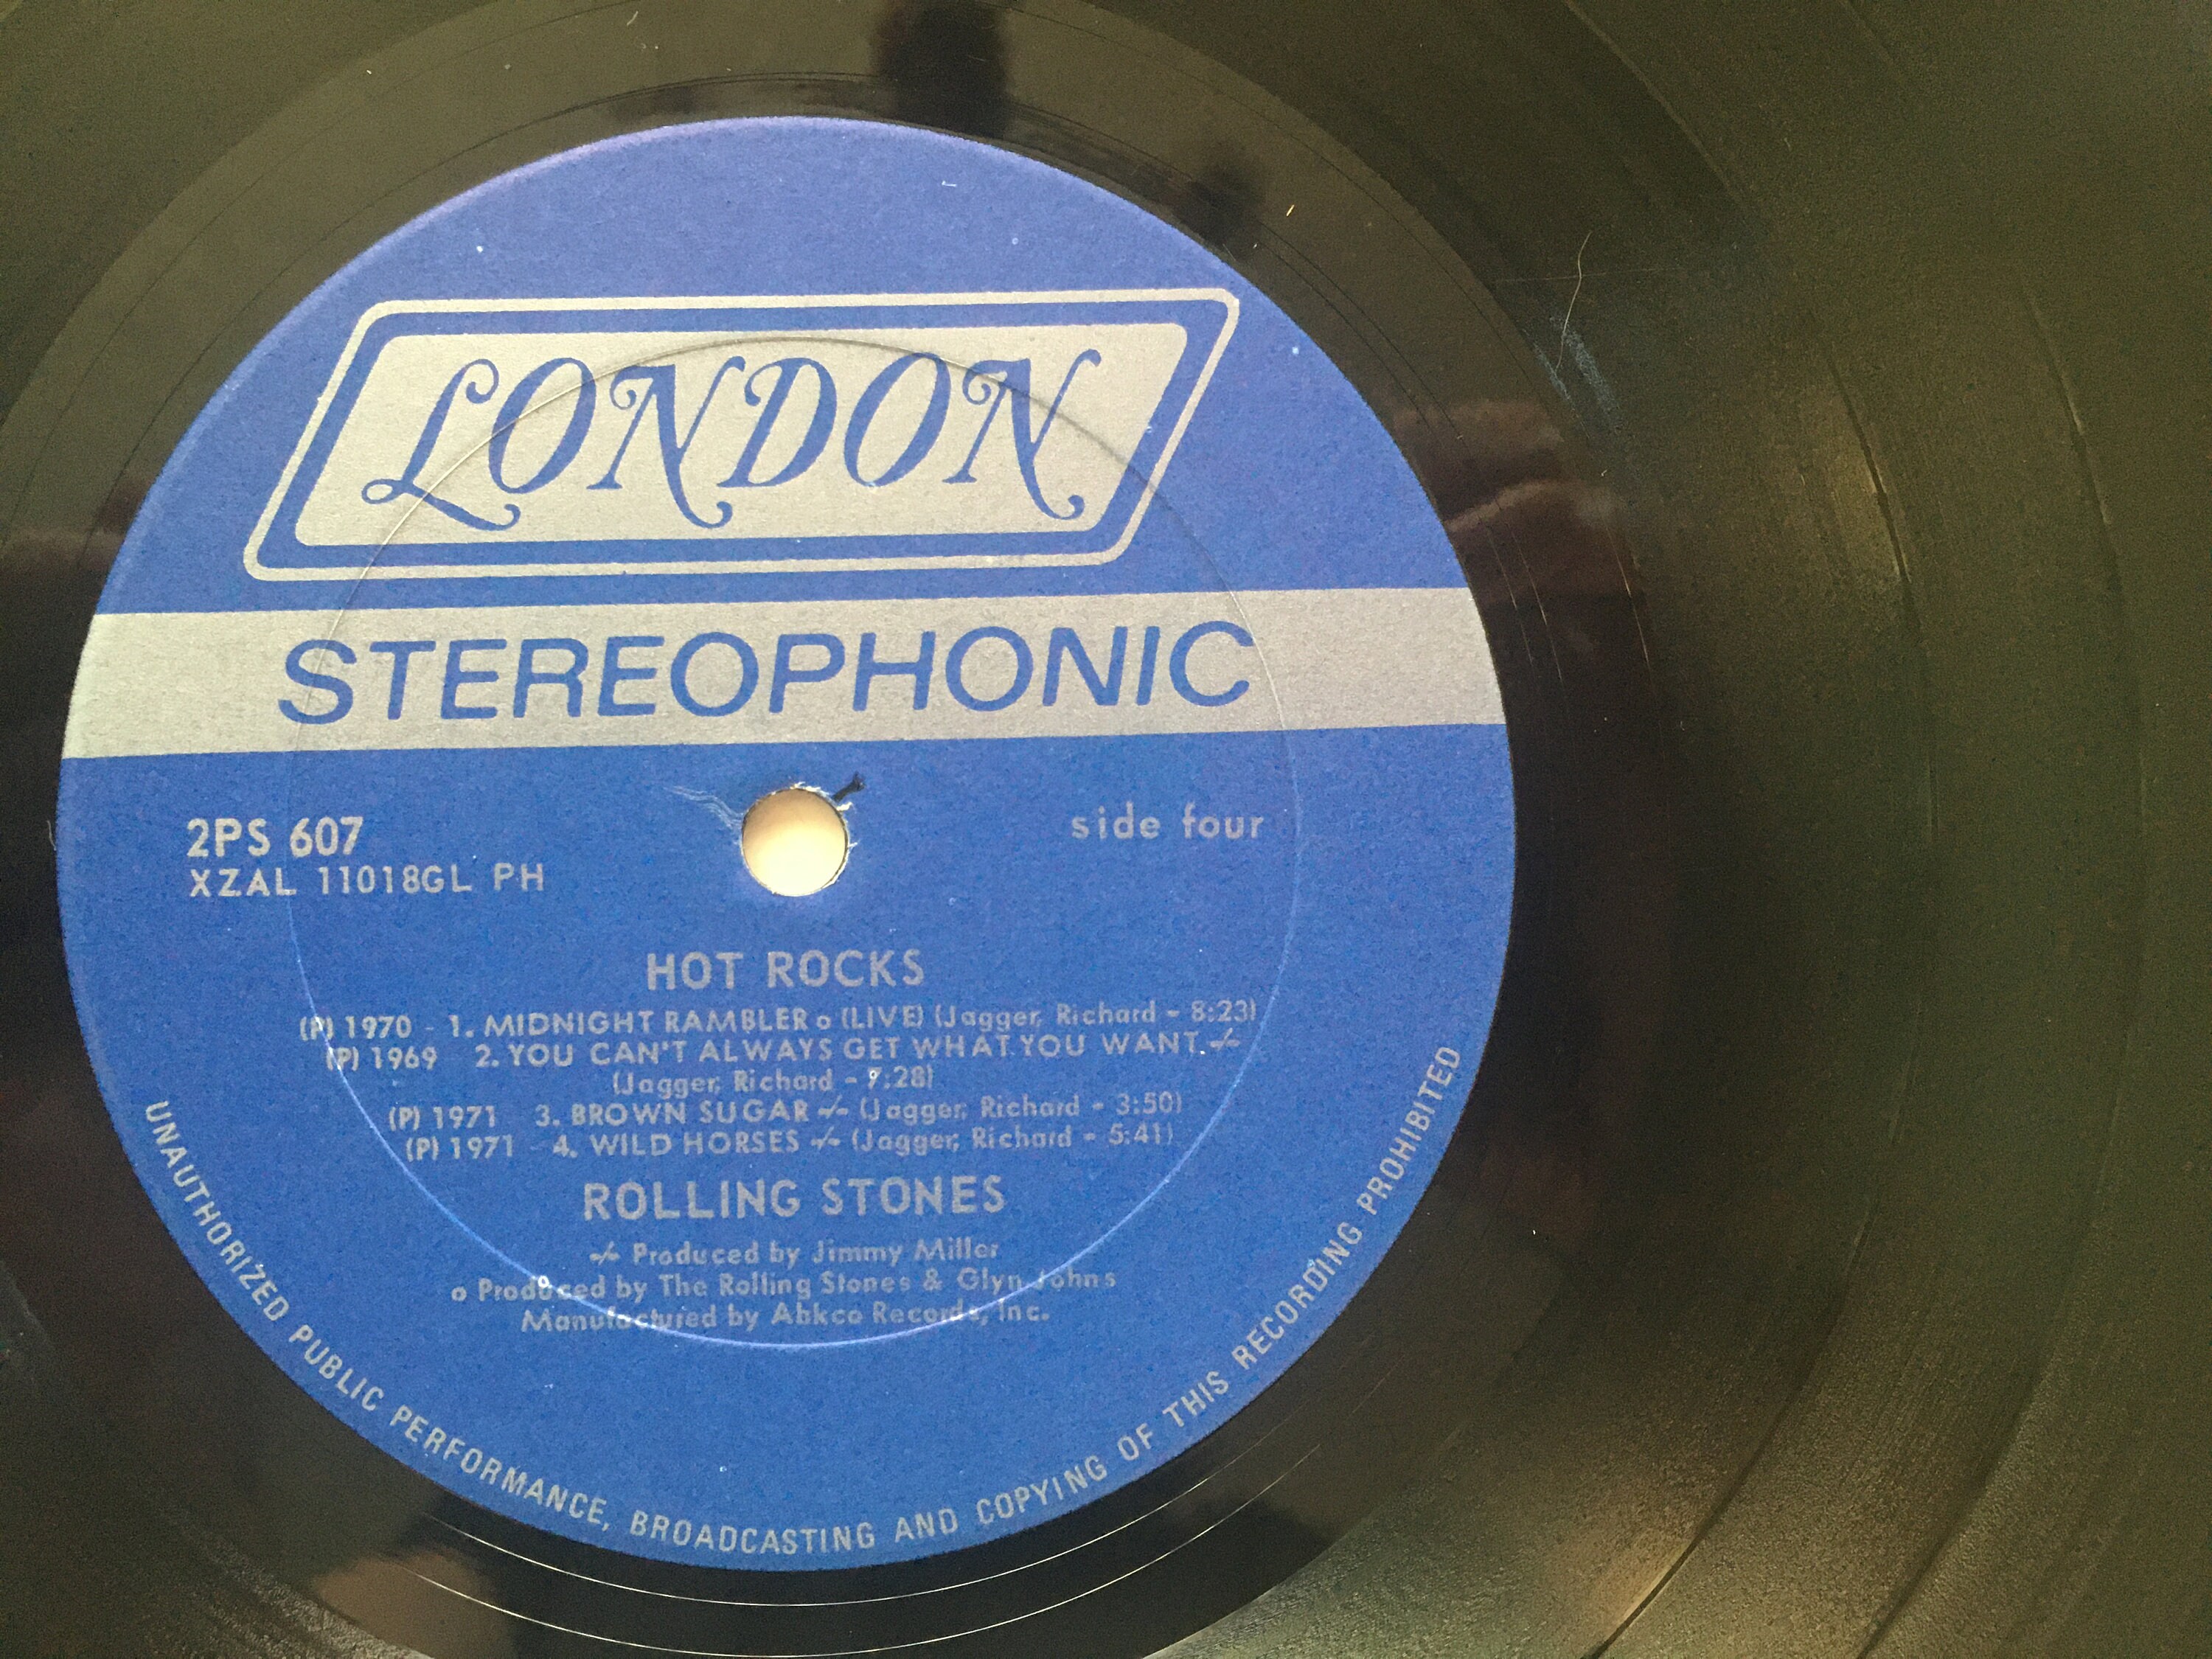 LONDON
STEREOPHONIC
2PS 607
side four
XZAL 11018GL PH
HOT ROCKS
(P) 1970 - 1. MIDNIGHT RAMBLER o (LIVE) (Jagger, Richard - 8:23)
(P) 1969 2. YOU CAN'T ALWAYS GET WHAT YOU WANT -/-
(Jagger, Richard - 7:28)
(P) 1971 3. BROWN SUGAR -/- (Jagger, Richard - 3:50)
(P) 1971 - 4. WILD HORSES -/- (Jagger, Richard - 5:41)
ROLLING STONES
-/- Produced by Jimmy Miller
o Produced by The Rolling Stones & Glyn Johns
Manufactured by Abkco Records, Inc.
UNAUTHORIZED PUBLIC PERFORMANCE, BROADCASTING AND COPYING OF THIS RECORDING PROHIBITED